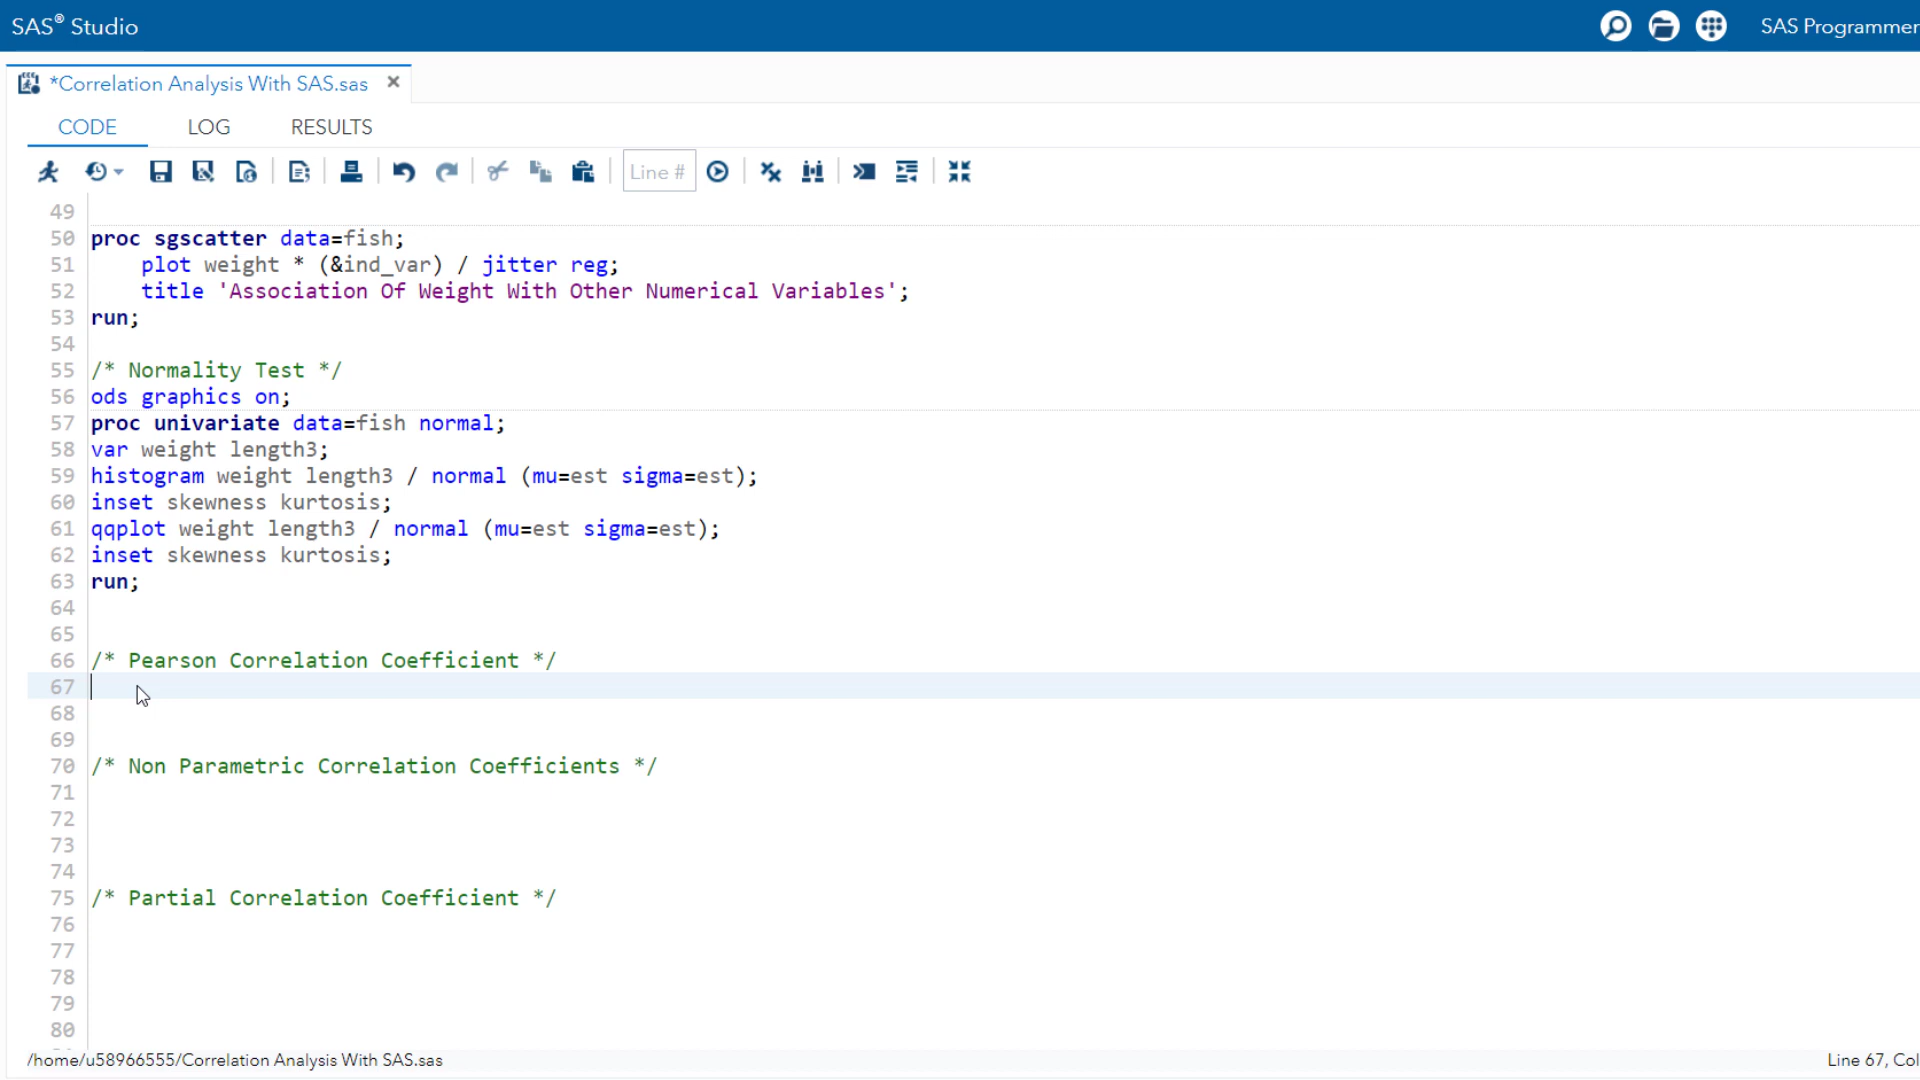 SAS® Studio
SAS Programmer
*Correlation Analysis With SAS.sas
CODE LOG RESULTS
Line #
49
50 proc sgscatter data=fish;
51 plot weight * (&ind_var) / jitter reg;
52 title 'Association Of Weight With Other Numerical Variables';
53 run;
54
55 /* Normality Test */
56 ods graphics on;
57 proc univariate data=fish normal;
58 var weight length3;
59 histogram weight length3 / normal (mu=est sigma=est);
60 inset skewness kurtosis;
61 qqplot weight length3 / normal (mu=est sigma=est);
62 inset skewness kurtosis;
63 run;
64
65
66 /* Pearson Correlation Coefficient */
67
68
69
70 /* Non Parametric Correlation Coefficients */
71
72
73
74
75 /* Partial Correlation Coefficient */
76
77
78
79
80
/home/u58966555/Correlation Analysis With SAS.sas
Line 67, Col